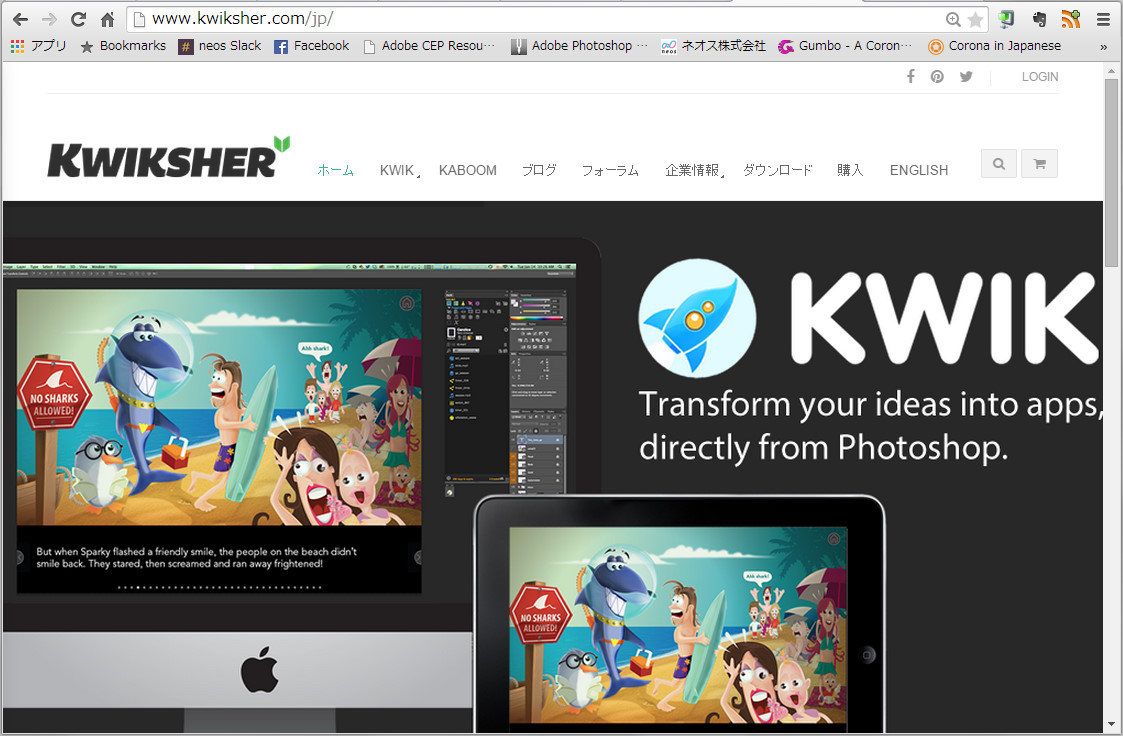 www.kwiksher.com/jp/
アプリ
Bookmarks
neos Slack
Facebook
Adobe CEP Resou…
Adobe Photoshop …
ネオス株式会社
Gumbo - A Coron…
Corona in Japanese
»
LOGIN
KWIKSHER
ホーム
KWIK
KABOOM
ブログ
フォーラム
企業情報
ダウンロード
購入
ENGLISH
KWIK
Transform your ideas into apps,
directly from Photoshop.
Ahh shark!
NO SHARKS
ALLOWED!
But when Sparky flashed a friendly smile, the people on the beach didn't
smile back. They stared, then screamed and ran away frightened!
Ahh shark!
NO SHARKS
ALLOWED!